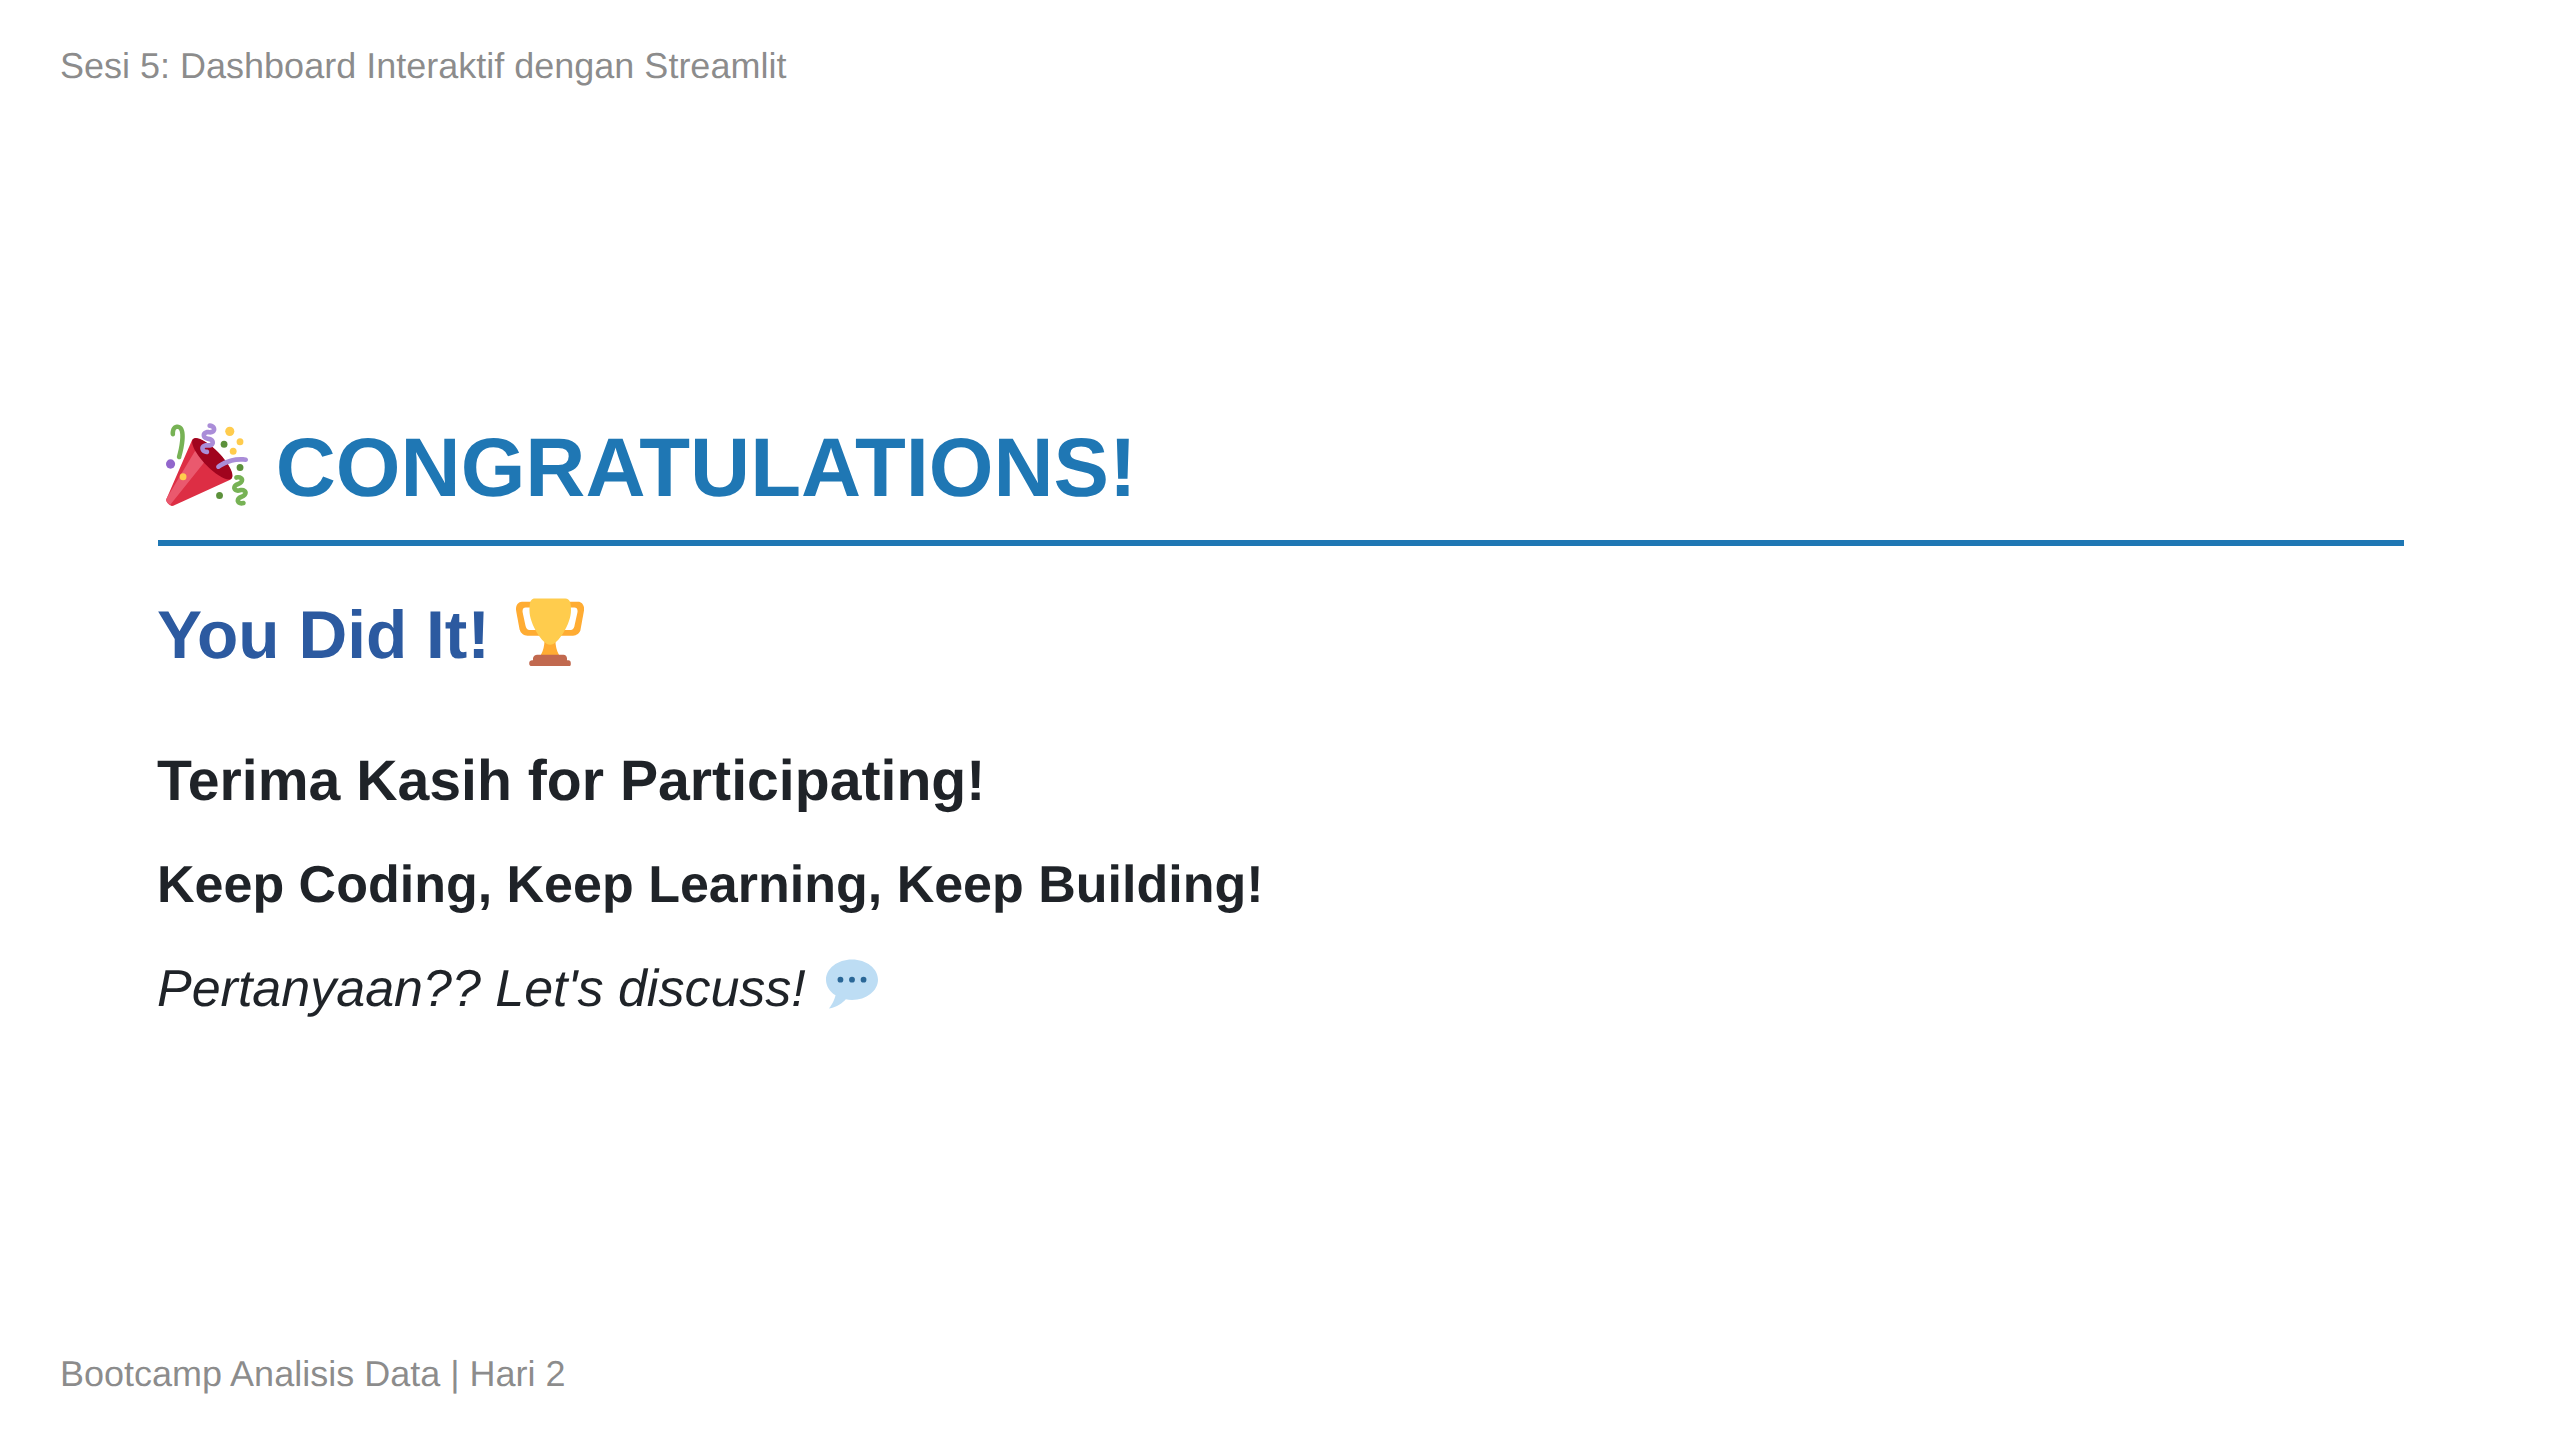 Sesi 5: Dashboard Interaktif dengan Streamlit
🎉 CONGRATULATIONS!
You Did It! 🏆
Terima Kasih for Participating!
Keep Coding, Keep Learning, Keep Building!
Pertanyaan?? Let's discuss! 💬
Bootcamp Analisis Data | Hari 2